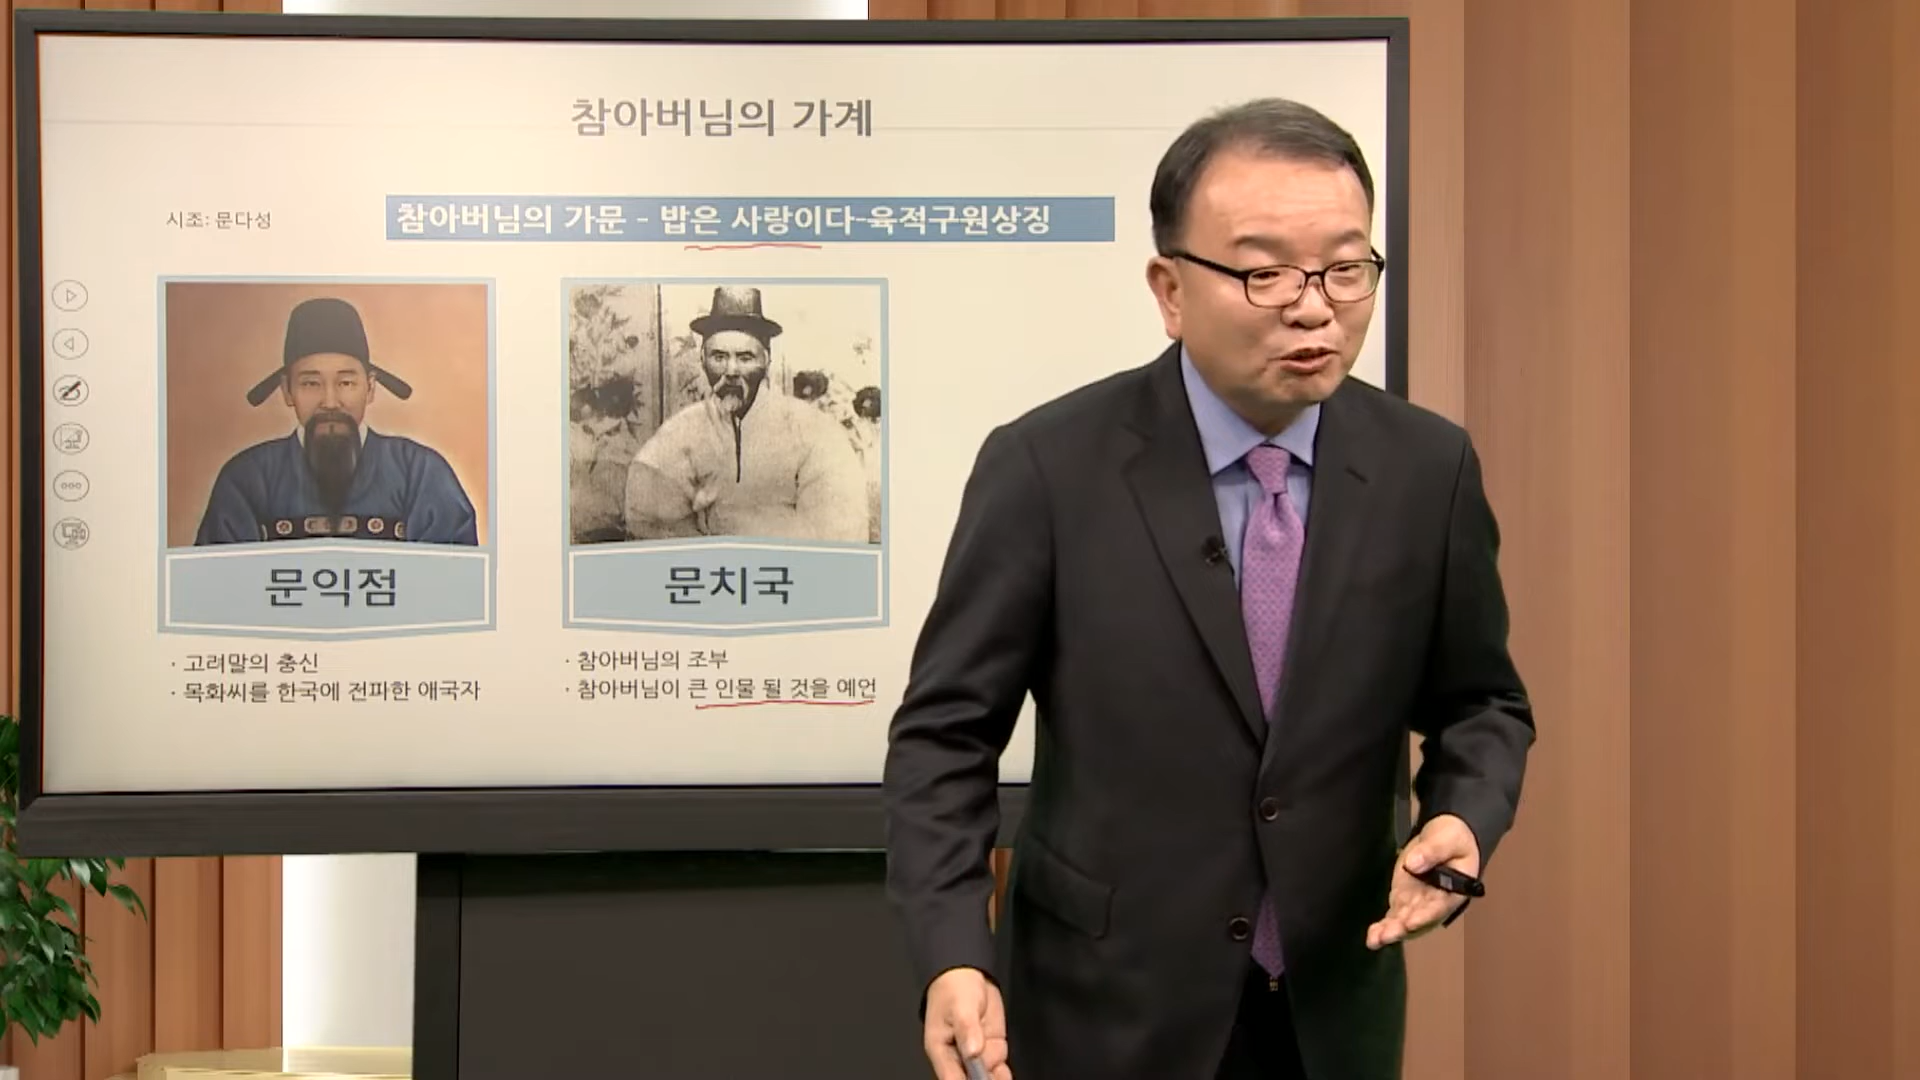 참아버님의 가계
시조: 문다성
참아버님의 가문 - 밥은 사랑이다-육적구원상징
문익점
· 고려말의 충신
· 목화씨를 한국에 전파한 애국자
문치국
· 참아버님의 조부
· 참아버님이 큰 인물 될 것을 예언